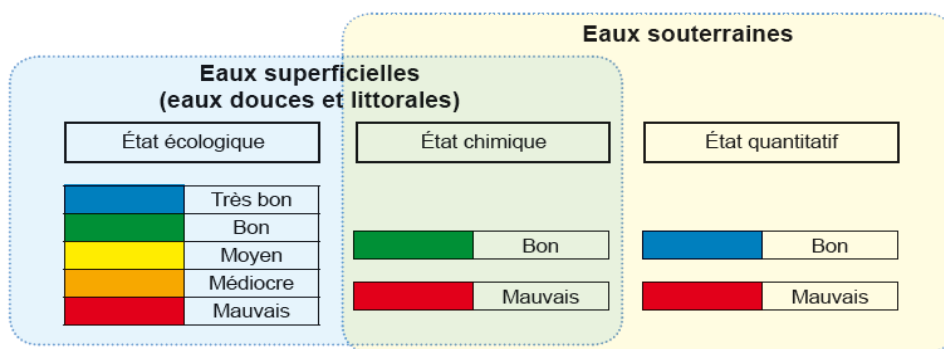 Eaux souterraines
Eaux superficielles
(eaux douces et littorales)
État écologique
État chimique
État quantitatif
Très bon
Bon
Moyen
Médiocre
Mauvais
Bon
Mauvais
Bon
Mauvais